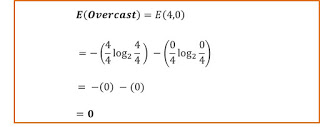 E(Overcast) = E(4,0)
= −(4/4 log₂ 4/4) − (0/4 log₂ 0/4)
= −(0) − (0)
= 0